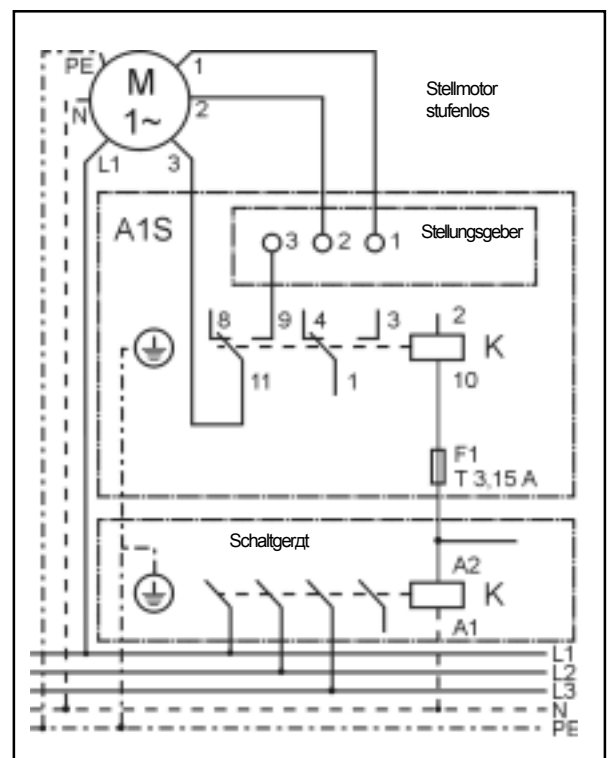 PE
1
M
1~
N
2
L1
3
Stellmotor
stufenlos
A1S
3
2
1
Stellungsgeber
8
9
4
3
2
K
11
1
10
F1
T 3,15 A
Schaltgerдt
A2
K
A1
L1
L2
L3
N
PE